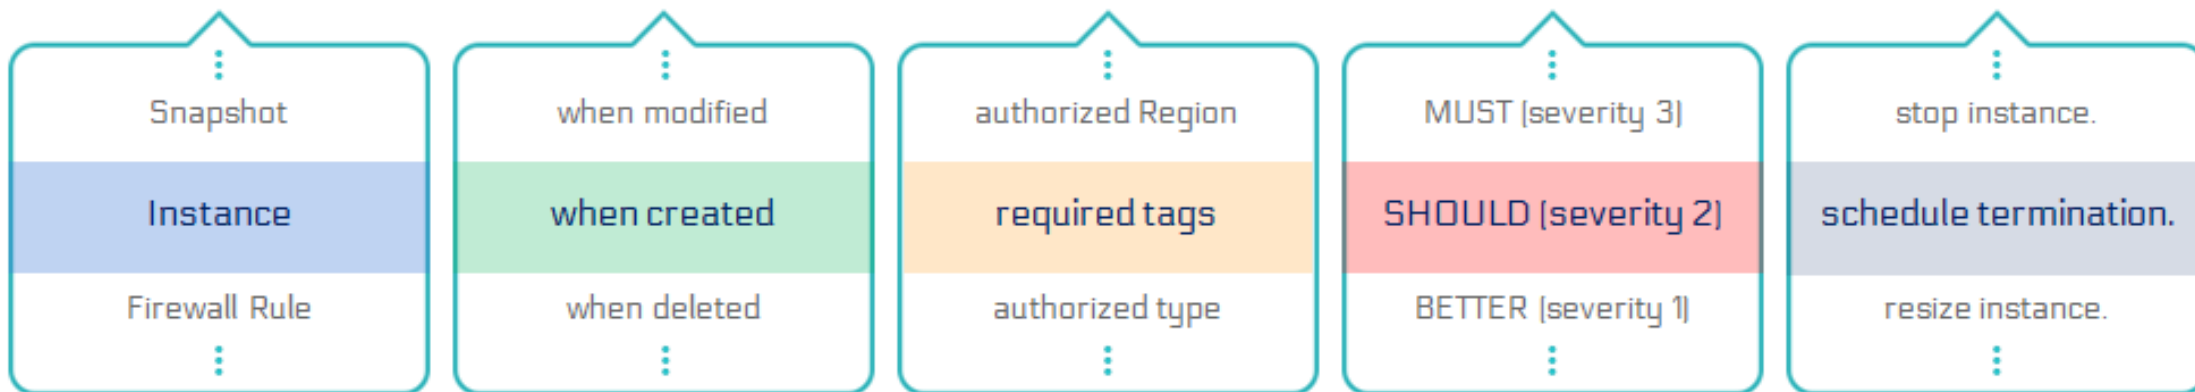 Snapshot
Instance
Firewall Rule
when modified
when created
when deleted
authorized Region
required tags
authorized type
MUST (severity 3)
SHOULD (severity 2)
BETTER (severity 1)
stop instance.
schedule termination.
resize instance.